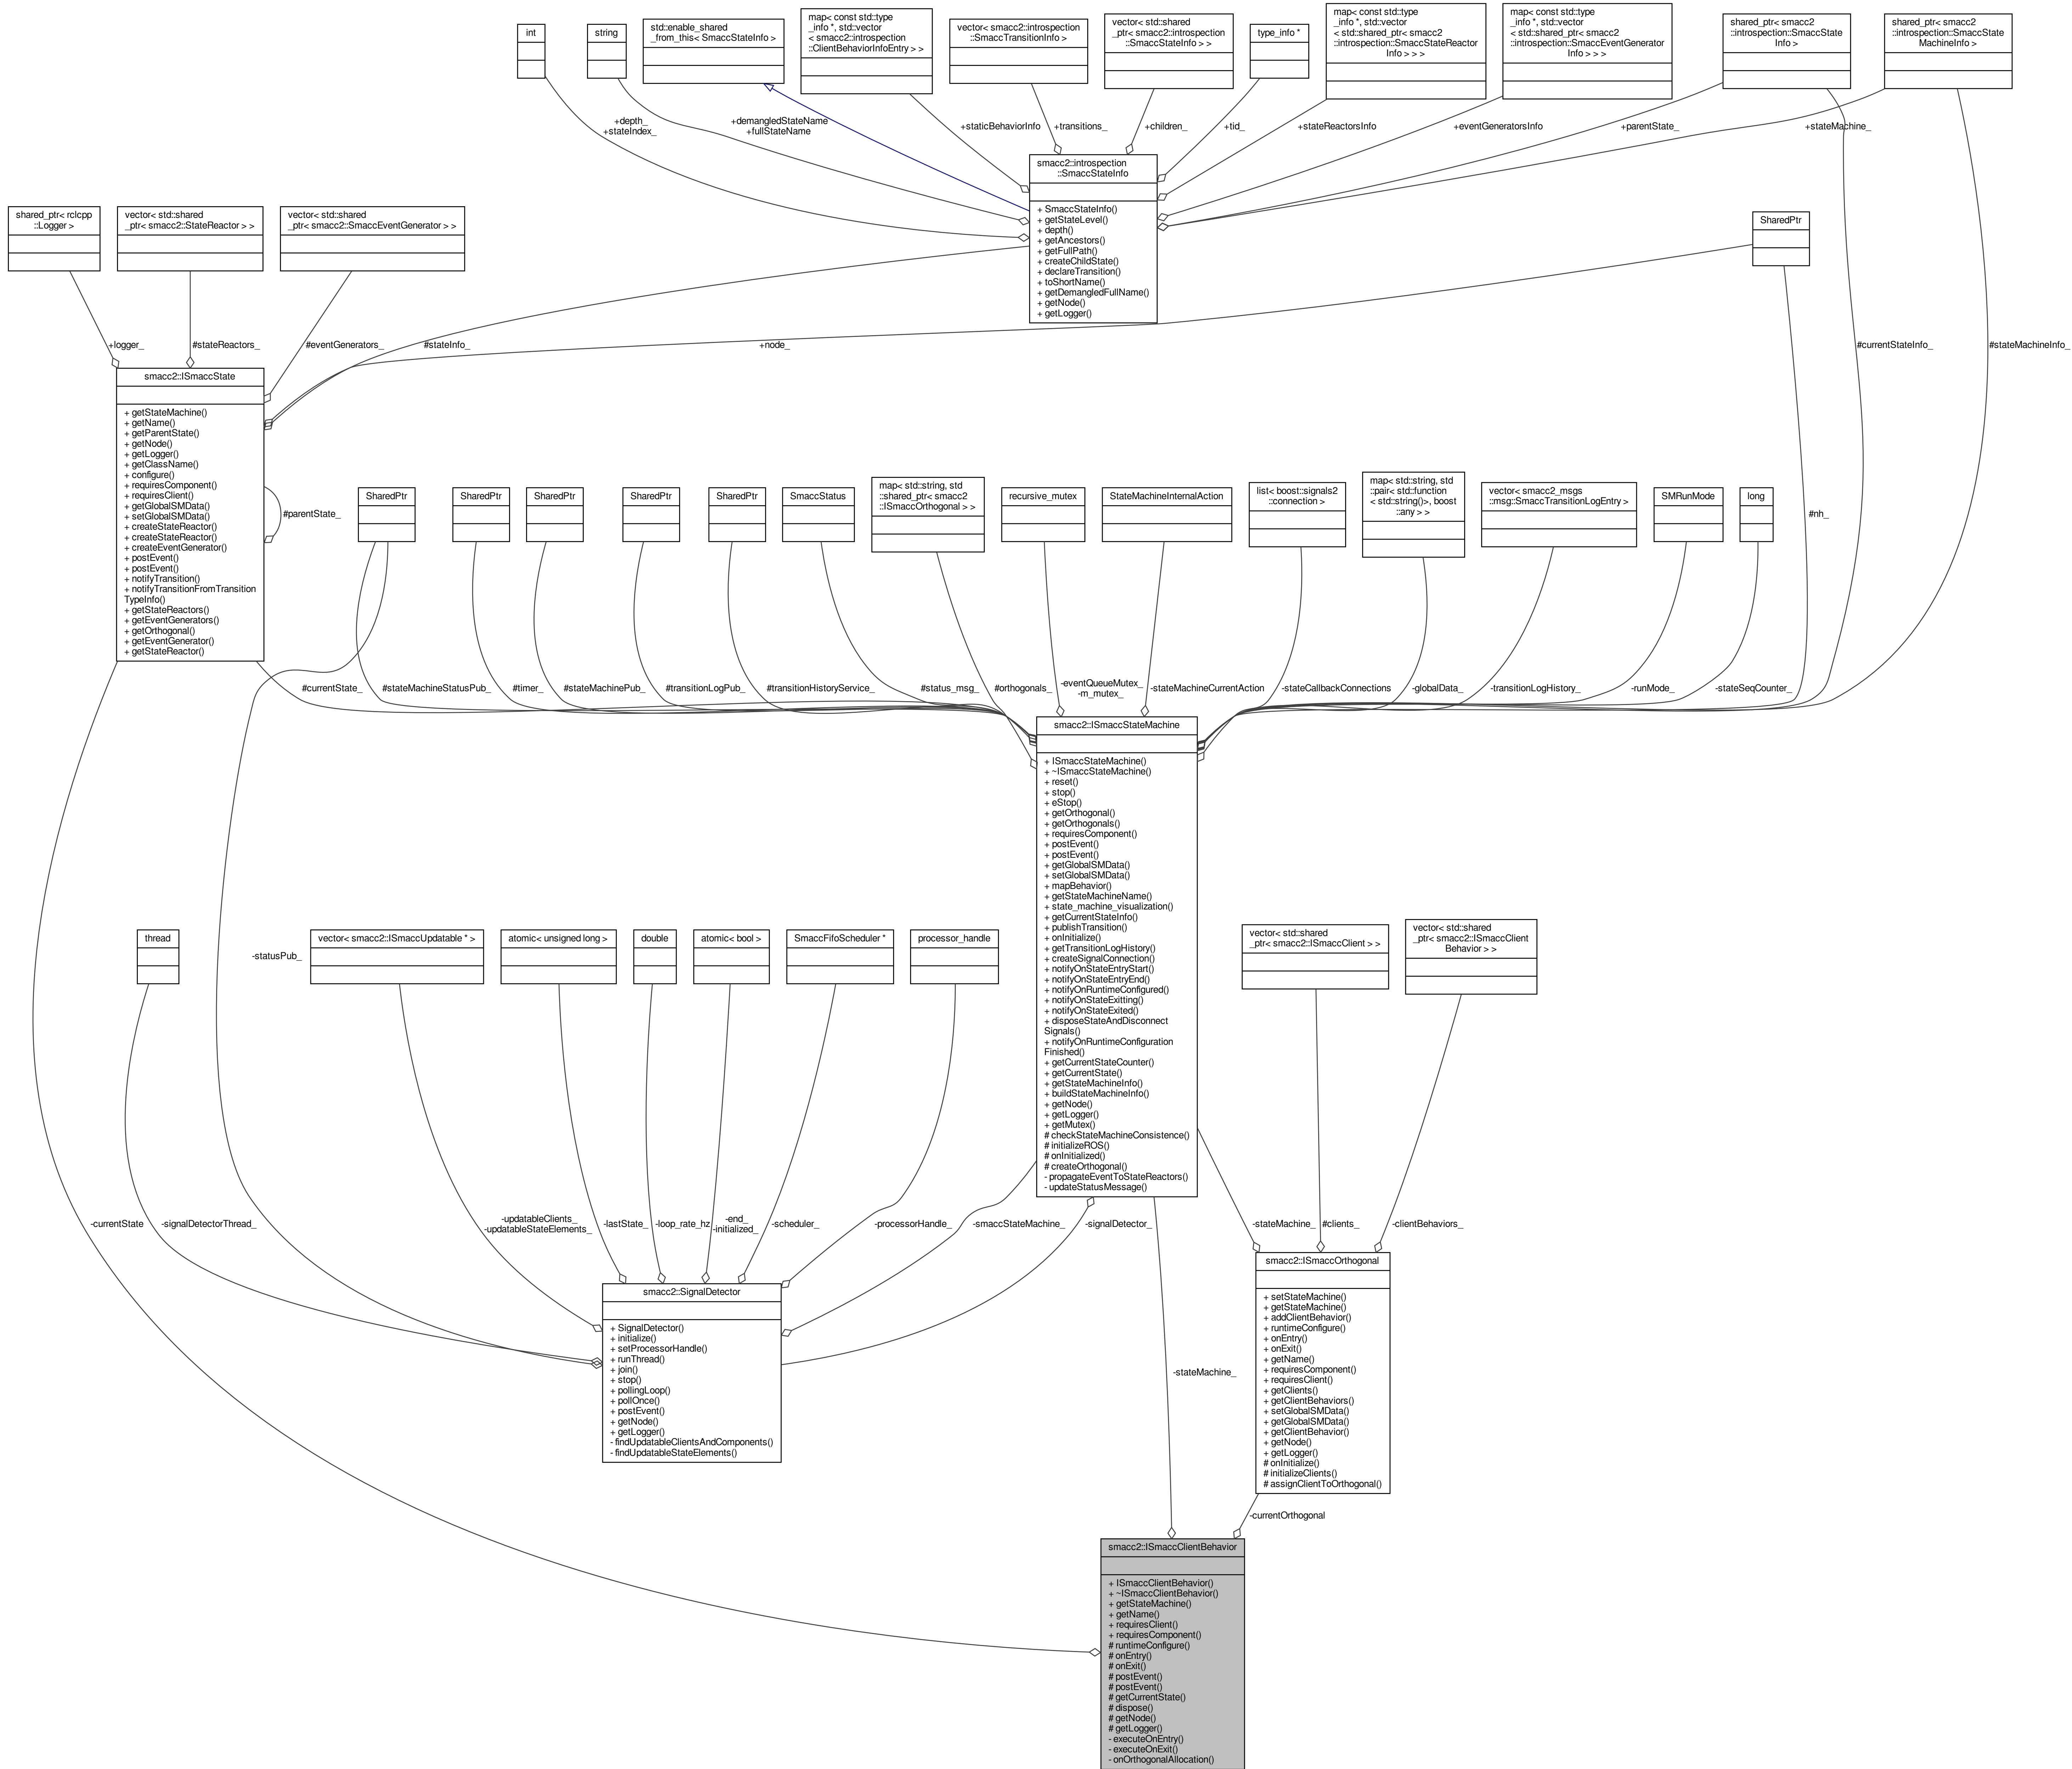 int
string
std::enable_shared
_from_this< SmaccStateInfo >
map< const std::type
_info *, std::vector
< smacc2::introspection
::ClientBehaviorInfoEntry > >
vector< smacc2::introspection
::SmaccTransitionInfo >
vector< std::shared
_ptr< smacc2::introspection
::SmaccStateInfo > >
type_info *
map< const std::type
_info *, std::vector
< std::shared_ptr< smacc2
::introspection::SmaccStateReactor
Info > > >
map< const std::type
_info *, std::vector
< std::shared_ptr< smacc2
::introspection::SmaccEventGenerator
Info > > >
shared_ptr< smacc2
::introspection::SmaccState
Info >
shared_ptr< smacc2
::introspection::SmaccState
MachineInfo >
+depth_
+stateIndex_
+demangledStateName
+fullStateName
+staticBehaviorInfo
+transitions_
+children_
+tid_
+stateReactorsInfo
+eventGeneratorsInfo
+parentState_
+stateMachine_
smacc2::introspection
::SmaccStateInfo
+ SmaccStateInfo()
+ getStateLevel()
+ depth()
+ getAncestors()
+ getFullPath()
+ createChildState()
+ declareTransition()
+ toShortName()
+ getDemangledFullName()
+ getNode()
+ getLogger()
shared_ptr< rclcpp
::Logger >
vector< std::shared
_ptr< smacc2::StateReactor > >
vector< std::shared
_ptr< smacc2::SmaccEventGenerator > >
SharedPtr
+logger_
#stateReactors_
#eventGenerators_
#stateInfo_
+node_
#currentStateInfo_
#stateMachineInfo_
smacc2::ISmaccState
+ getStateMachine()
+ getName()
+ getParentState()
+ getNode()
+ getLogger()
+ getClassName()
+ configure()
+ requiresComponent()
+ requiresClient()
+ getGlobalSMData()
+ setGlobalSMData()
+ createStateReactor()
+ createStateReactor()
+ createEventGenerator()
+ postEvent()
+ postEvent()
+ notifyTransition()
+ notifyTransitionFromTransition
TypeInfo()
+ getStateReactors()
+ getEventGenerators()
+ getOrthogonal()
+ getEventGenerator()
+ getStateReactor()
#parentState_
SharedPtr
SharedPtr
SharedPtr
SharedPtr
SharedPtr
SmaccStatus
map< std::string, std
::shared_ptr< smacc2
::ISmaccOrthogonal > >
recursive_mutex
StateMachineInternalAction
list< boost::signals2
::connection >
map< std::string, std
::pair< std::function
< std::string()>, boost
::any > >
vector< smacc2_msgs
::msg::SmaccTransitionLogEntry >
SMRunMode
long
#nh_
#currentState_
#stateMachineStatusPub_
#timer_
#stateMachinePub_
#transitionLogPub_
#transitionHistoryService_
#status_msg_
#orthogonals_
-eventQueueMutex_
-m_mutex_
-stateMachineCurrentAction
-stateCallbackConnections
-globalData_
-transitionLogHistory_
-runMode_
-stateSeqCounter_
smacc2::ISmaccStateMachine
+ ISmaccStateMachine()
+ ~ISmaccStateMachine()
+ reset()
+ stop()
+ eStop()
+ getOrthogonal()
+ getOrthogonals()
+ requiresComponent()
+ postEvent()
+ postEvent()
+ getGlobalSMData()
+ setGlobalSMData()
+ mapBehavior()
+ getStateMachineName()
+ state_machine_visualization()
+ getCurrentStateInfo()
+ publishTransition()
+ onInitialize()
+ getTransitionLogHistory()
+ createSignalConnection()
+ notifyOnStateEntryStart()
+ notifyOnStateEntryEnd()
+ notifyOnRuntimeConfigured()
+ notifyOnStateExitting()
+ notifyOnStateExited()
+ disposeStateAndDisconnect
Signals()
+ notifyOnRuntimeConfiguration
Finished()
+ getCurrentStateCounter()
+ getCurrentState()
+ getStateMachineInfo()
+ buildStateMachineInfo()
+ getNode()
+ getLogger()
+ getMutex()
# checkStateMachineConsistence()
# initializeROS()
# onInitialized()
# createOrthogonal()
- propagateEventToStateReactors()
- updateStatusMessage()
thread
-statusPub_
vector< smacc2::ISmaccUpdatable * >
atomic< unsigned long >
double
atomic< bool >
SmaccFifoScheduler *
processor_handle
vector< std::shared
_ptr< smacc2::ISmaccClient > >
vector< std::shared
_ptr< smacc2::ISmaccClient
Behavior > >
-currentState
-signalDetectorThread_
-updatableClients_
-updatableStateElements_
-lastState_
-loop_rate_hz
-end_
-initialized_
-scheduler_
-processorHandle_
-smaccStateMachine_
-signalDetector_
-stateMachine_
#clients_
-clientBehaviors_
smacc2::SignalDetector
+ SignalDetector()
+ initialize()
+ setProcessorHandle()
+ runThread()
+ join()
+ stop()
+ pollingLoop()
+ pollOnce()
+ postEvent()
+ getNode()
+ getLogger()
- findUpdatableClientsAndComponents()
- findUpdatableStateElements()
-stateMachine_
smacc2::ISmaccOrthogonal
+ setStateMachine()
+ getStateMachine()
+ addClientBehavior()
+ runtimeConfigure()
+ onEntry()
+ onExit()
+ getName()
+ requiresComponent()
+ requiresClient()
+ getClients()
+ getClientBehaviors()
+ setGlobalSMData()
+ getGlobalSMData()
+ getClientBehavior()
+ getNode()
+ getLogger()
# onInitialize()
# initializeClients()
# assignClientToOrthogonal()
-currentOrthogonal
smacc2::ISmaccClientBehavior
+ ISmaccClientBehavior()
+ ~ISmaccClientBehavior()
+ getStateMachine()
+ getName()
+ requiresClient()
+ requiresComponent()
# runtimeConfigure()
# onEntry()
# onExit()
# postEvent()
# postEvent()
# getCurrentState()
# dispose()
# getNode()
# getLogger()
- executeOnEntry()
- executeOnExit()
- onOrthogonalAllocation()